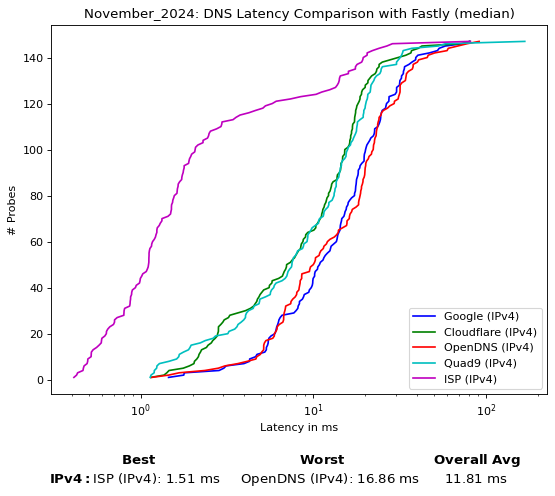 November_2024: DNS Latency Comparison with Fastly (median)
# Probes
140
120
100
80
60
40
20
0
Google (IPv4)
Cloudflare (IPv4)
OpenDNS (IPv4)
Quad9 (IPv4)
ISP (IPv4)
10⁰ 10¹ 10²
Latency in ms
Best Worst Overall Avg
IPv4: ISP (IPv4): 1.51 ms OpenDNS (IPv4): 16.86 ms 11.81 ms